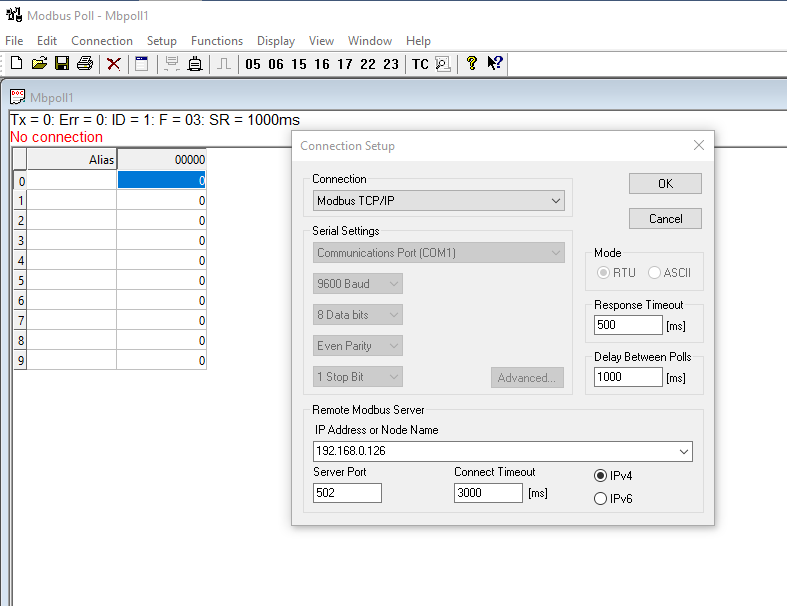 Modbus Poll - Mbpoll1
File Edit Connection Setup Functions Display View Window Help
05 06 15 16 17 22 23 TC
Mbpoll1
Tx = 0: Err = 0: ID = 1: F = 03: SR = 1000ms
No connection
Alias 00000
0 0
1 0
2 0
3 0
4 0
5 0
6 0
7 0
8 0
9 0
Connection Setup
Connection
Modbus TCP/IP
OK
Cancel
Serial Settings
Communications Port (COM1)
9600 Baud
8 Data bits
Even Parity
1 Stop Bit
Advanced...
Mode
RTU ASCII
Response Timeout
500 [ms]
Delay Between Polls
1000 [ms]
Remote Modbus Server
IP Address or Node Name
192.168.0.126
Server Port Connect Timeout
502 3000 [ms]
IPv4
IPv6